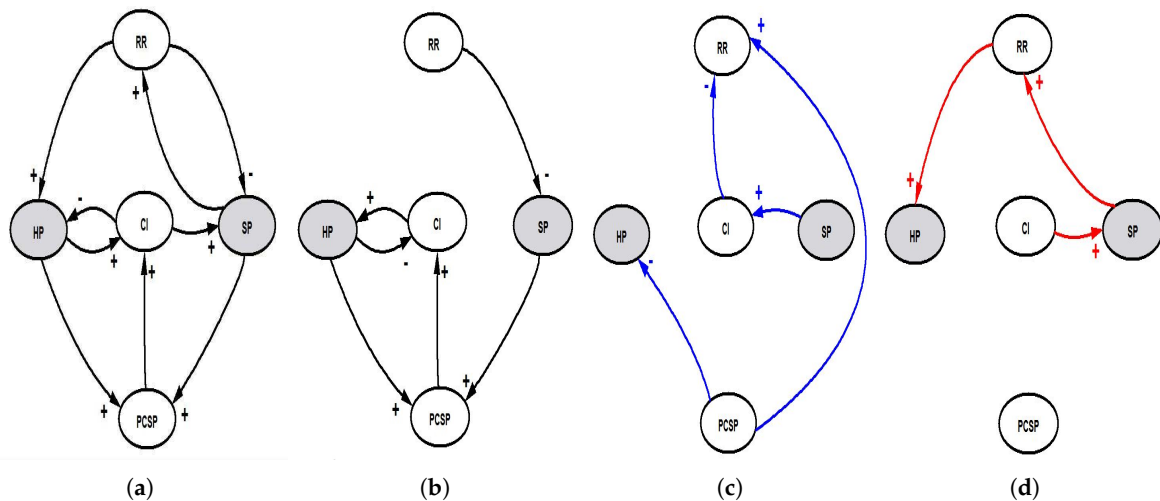 RR
+
+ -
- 
HP CI SP
+ +
+
+ +
PCSP
(a)
RR
-
+
HP CI SP
-
+
+
+
PCSP
(b)
+
RR
-
+
CI SP
HP
-
PCSP
(c)
RR
+
+
CI SP
HP
+
PCSP
(d)